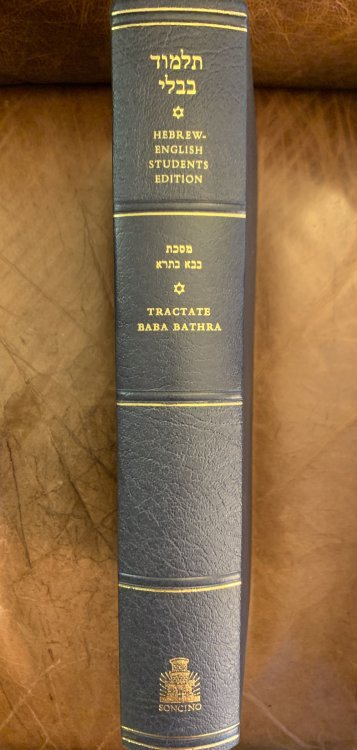 תלמוד
בבלי
HEBREW-
ENGLISH
STUDENTS
EDITION
מסכת
בבא בתרא
TRACTATE
BABA BATHRA
SONCINO